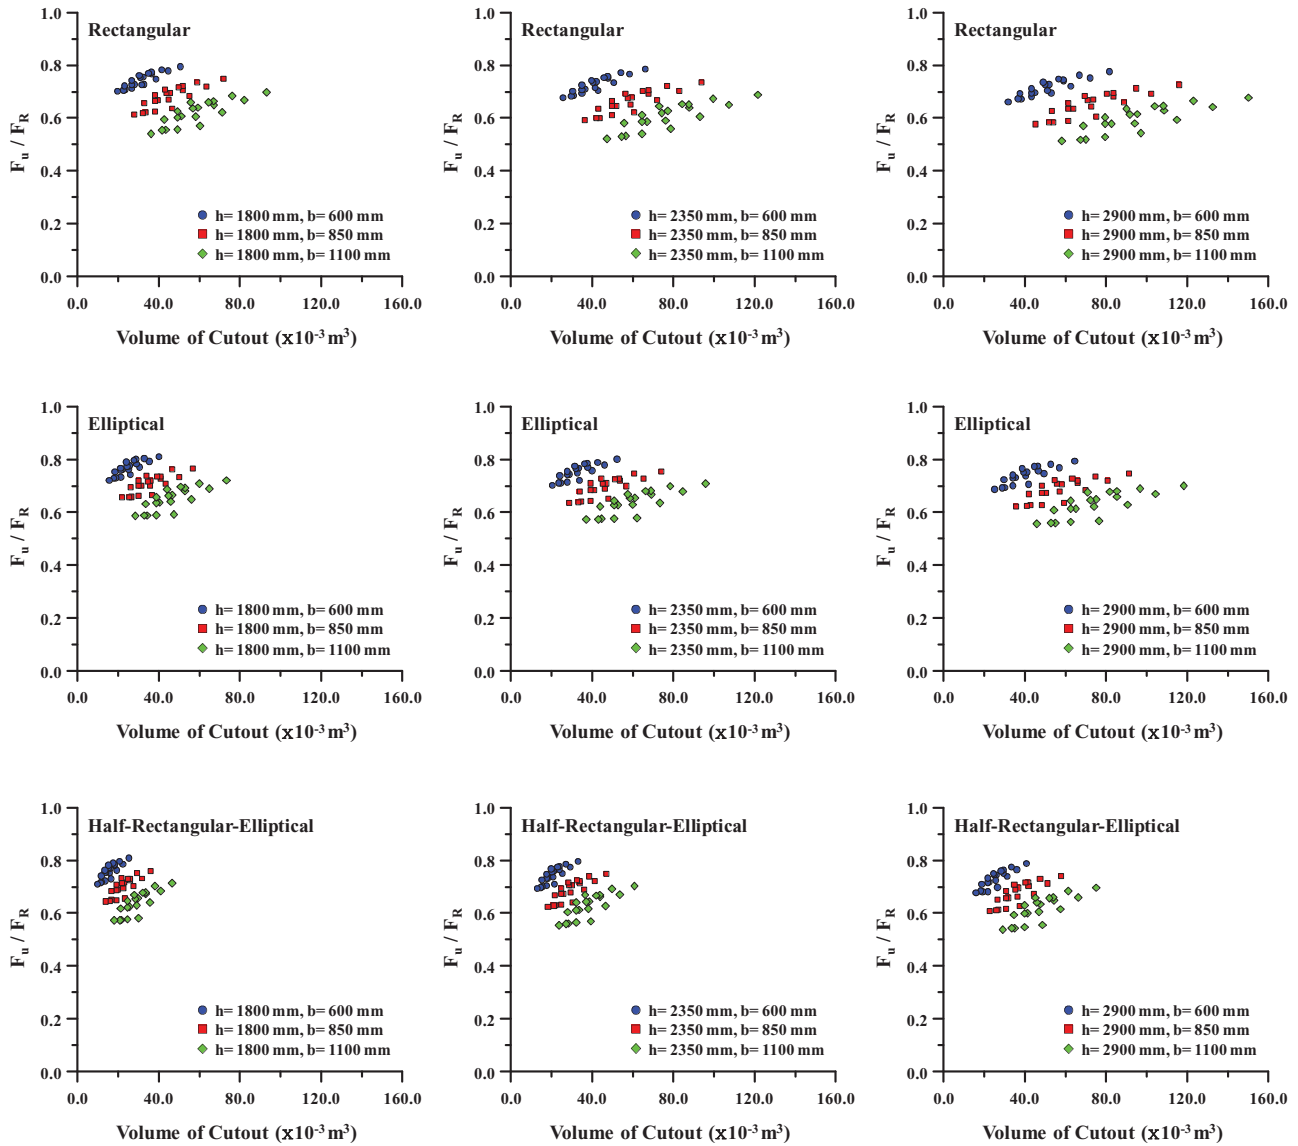 Rectangular
1.0
0.8
0.6
0.4
0.2
0.0
F_u / F_R
h= 1800 mm, b= 600 mm
h= 1800 mm, b= 850 mm
h= 1800 mm, b= 1100 mm
0.0 40.0 80.0 120.0 160.0
Volume of Cutout (x10⁻³ m³)
Rectangular
1.0
0.8
0.6
0.4
0.2
0.0
F_u / F_R
h= 2350 mm, b= 600 mm
h= 2350 mm, b= 850 mm
h= 2350 mm, b= 1100 mm
0.0 40.0 80.0 120.0 160.0
Volume of Cutout (x10⁻³ m³)
Rectangular
1.0
0.8
0.6
0.4
0.2
0.0
F_u / F_R
h= 2900 mm, b= 600 mm
h= 2900 mm, b= 850 mm
h= 2900 mm, b= 1100 mm
0.0 40.0 80.0 120.0 160.0
Volume of Cutout (x10⁻³ m³)
Elliptical
1.0
0.8
0.6
0.4
0.2
0.0
F_u / F_R
h= 1800 mm, b= 600 mm
h= 1800 mm, b= 850 mm
h= 1800 mm, b= 1100 mm
0.0 40.0 80.0 120.0 160.0
Volume of Cutout (x10⁻³ m³)
Elliptical
1.0
0.8
0.6
0.4
0.2
0.0
F_u / F_R
h= 2350 mm, b= 600 mm
h= 2350 mm, b= 850 mm
h= 2350 mm, b= 1100 mm
0.0 40.0 80.0 120.0 160.0
Volume of Cutout (x10⁻³ m³)
Elliptical
1.0
0.8
0.6
0.4
0.2
0.0
F_u / F_R
h= 2900 mm, b= 600 mm
h= 2900 mm, b= 850 mm
h= 2900 mm, b= 1100 mm
0.0 40.0 80.0 120.0 160.0
Volume of Cutout (x10⁻³ m³)
Half-Rectangular-Elliptical
1.0
0.8
0.6
0.4
0.2
0.0
F_u / F_R
h= 1800 mm, b= 600 mm
h= 1800 mm, b= 850 mm
h= 1800 mm, b= 1100 mm
0.0 40.0 80.0 120.0 160.0
Volume of Cutout (x10⁻³ m³)
Half-Rectangular-Elliptical
1.0
0.8
0.6
0.4
0.2
0.0
F_u / F_R
h= 2350 mm, b= 600 mm
h= 2350 mm, b= 850 mm
h= 2350 mm, b= 1100 mm
0.0 40.0 80.0 120.0 160.0
Volume of Cutout (x10⁻³ m³)
Half-Rectangular-Elliptical
1.0
0.8
0.6
0.4
0.2
0.0
F_u / F_R
h= 2900 mm, b= 600 mm
h= 2900 mm, b= 850 mm
h= 2900 mm, b= 1100 mm
0.0 40.0 80.0 120.0 160.0
Volume of Cutout (x10⁻³ m³)